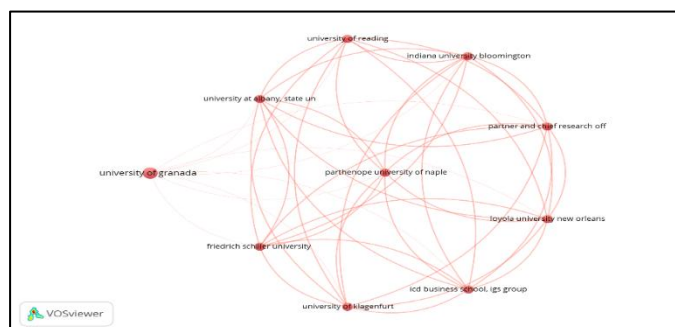 university of reading
indiana university bloomington
university at albany, state un
partner and chief research off
university of granada
parthenope university of naple
loyola university new orleans
friedrich schiller university
icd business school, igs group
university of klagenfurt
VOSviewer